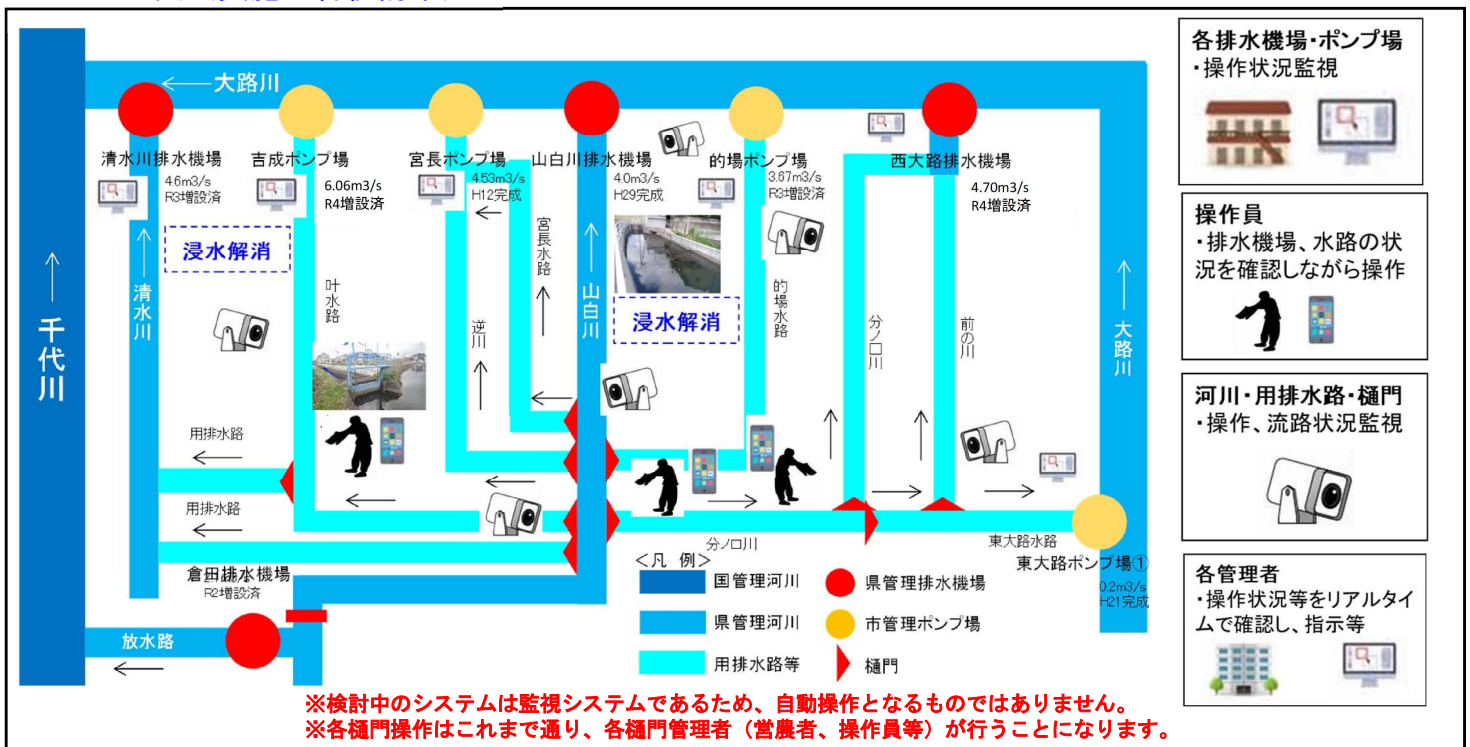 ←大路川
清水川排水機場
4.6m3/s
R3増設済
吉成ポンプ場
6.06m3/s
R4増設済
宮長ポンプ場
4.53m3/s
H12完成
山白川排水機場
4.0m3/s
H29完成
的場ポンプ場
3.67m3/s
R3増設済
西大路排水機場
4.70m3/s
R4増設済
浸水解消
浸水解消
千代川
清水川
叶水路
逆川
宮長水路
山白川
的場水路
分ノ口川
前の川
大路川
用排水路
用排水路
分ノ口川
東大路水路
東大路ポンプ場①
0.2m3/s
H21完成
倉田排水機場
R2増設済
放水路
<凡 例>
国管理河川
県管理河川
用排水路等
県管理排水機場
市管理ポンプ場
樋門
※検討中のシステムは監視システムであるため、自動操作となるものではありません。
※各樋門操作はこれまで通り、各樋門管理者（営農者、操作員等）が行うことになります。
各排水機場・ポンプ場
・操作状況監視
操作員
・排水機場、水路の状
況を確認しながら操作
河川・用排水路・樋門
・操作、流路状況監視
各管理者
・操作状況等をリアルタイ
ムで確認し、指示等